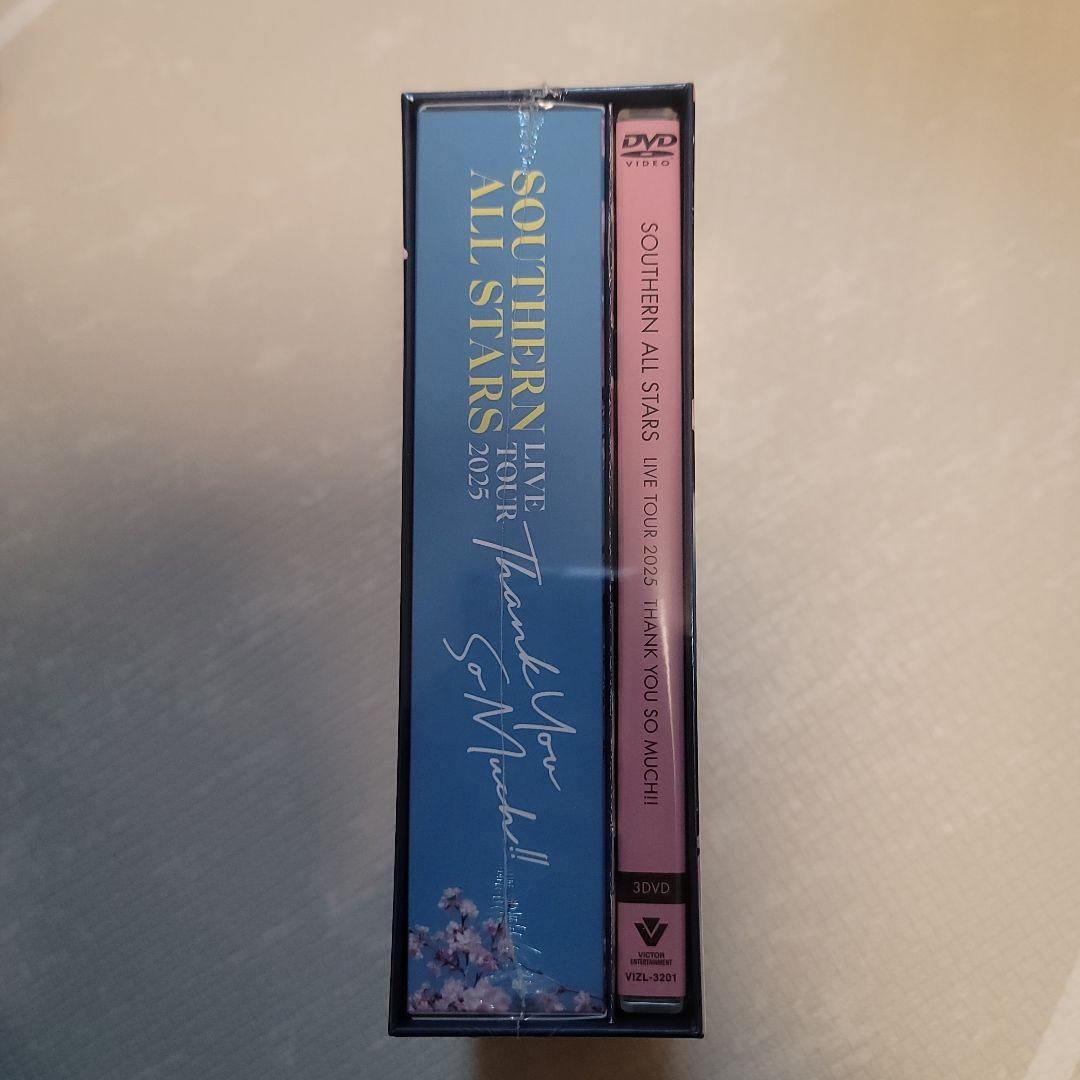 SOUTHERN
ALL STARS
LIVE
TOUR
2025
Thank You
So Much!!
DVD
VIDEO
SOUTHERN ALL STARS LIVE TOUR 2025 THANK YOU SO MUCH!!
3DVD
VICTOR
ENTERTAINMENT
VIZL-3201